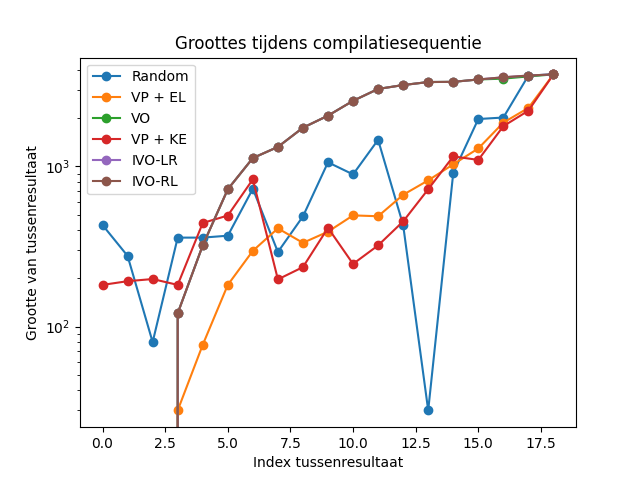 Groottes tijdens compilatiesequentie
Random
VP + EL
VO
VP + KE
IVO-LR
IVO-RL
Grootte van tussenresultaat
10³
10²
0.0 2.5 5.0 7.5 10.0 12.5 15.0 17.5
Index tussenresultaat